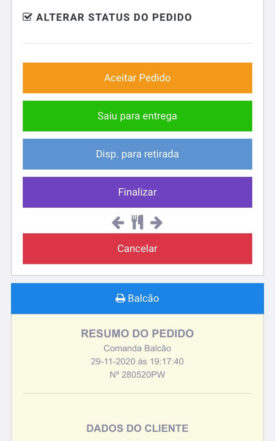 ALTERAR STATUS DO PEDIDO
Aceitar Pedido
Saiu para entrega
Disp. para retirada
Finalizar
Cancelar
Balcão
RESUMO DO PEDIDO
Comanda Balcão
29-11-2020 às 19:17:40
Nº 280520PW
DADOS DO CLIENTE